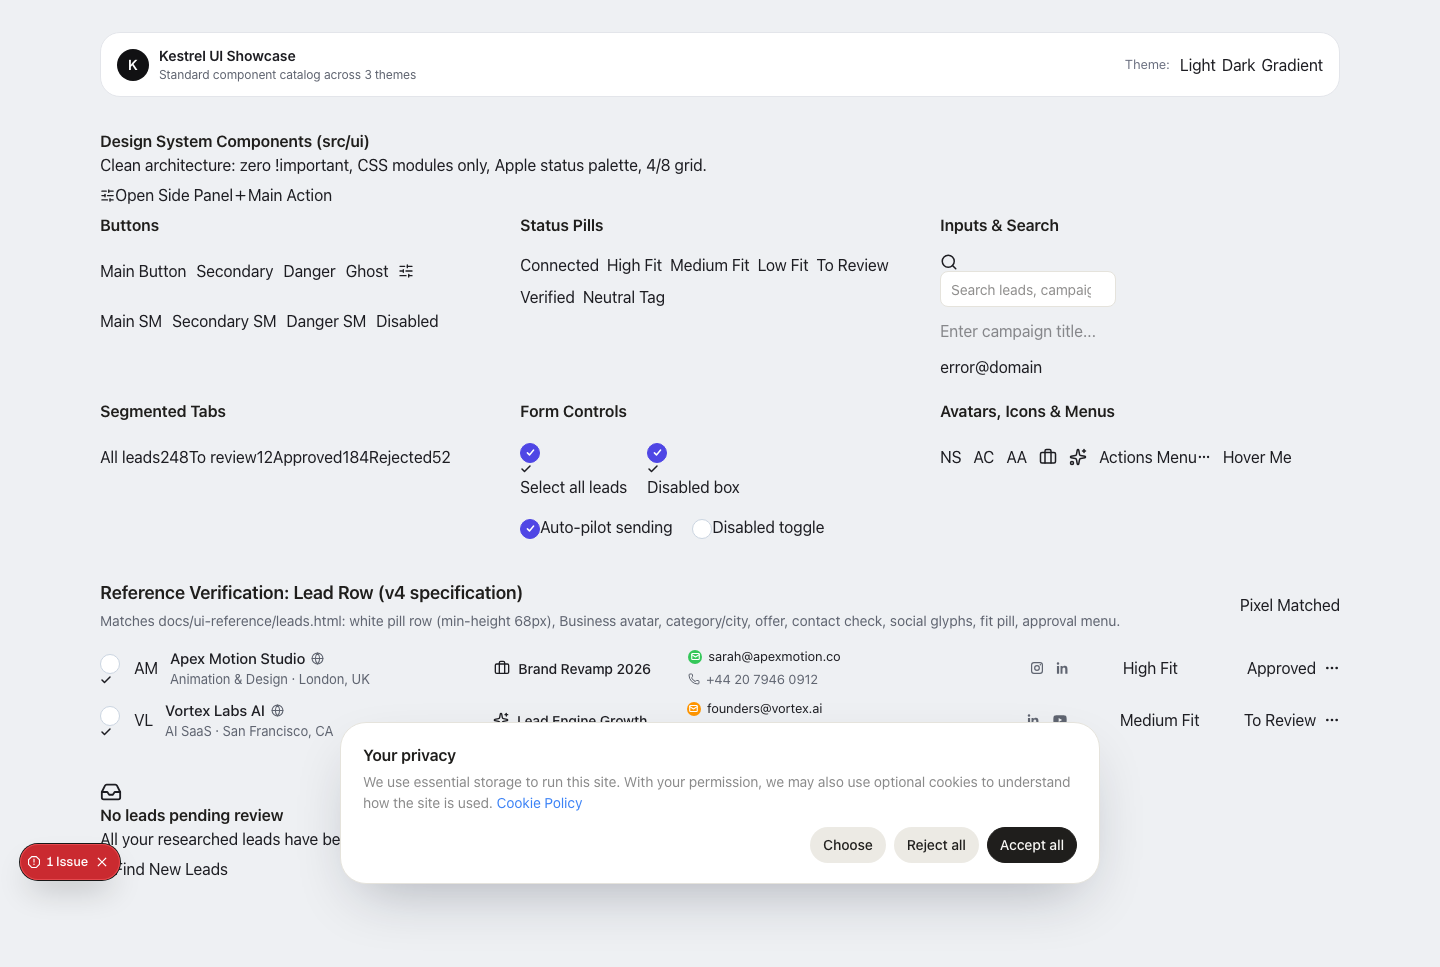 K
Kestrel UI Showcase
Standard component catalog across 3 themes
Theme: Light Dark Gradient
Design System Components (src/ui)
Clean architecture: zero !important, CSS modules only, Apple status palette, 4/8 grid.
Open Side Panel Main Action
Buttons
Main Button Secondary Danger Ghost
Main SM Secondary SM Danger SM Disabled
Status Pills
Connected High Fit Medium Fit Low Fit To Review
Verified Neutral Tag
Inputs & Search
Search leads, campaig
Enter campaign title...
error@domain
Segmented Tabs
All leads248To review12Approved184Rejected52
Form Controls
Select all leads Disabled box
Auto-pilot sending Disabled toggle
Avatars, Icons & Menus
NS AC AA Actions Menu··· Hover Me
Reference Verification: Lead Row (v4 specification)
Matches docs/ui-reference/leads.html: white pill row (min-height 68px), Business avatar, category/city, offer, contact check, social glyphs, fit pill, approval menu.
Pixel Matched
AM
Apex Motion Studio
Animation & Design · London, UK
Brand Revamp 2026
sarah@apexmotion.co
+44 20 7946 0912
High Fit
Approved
VL
Vortex Labs AI
AI SaaS · San Francisco, CA
Lead Engine Growth
founders@vortex.ai
Medium Fit
To Review
No leads pending review
All your researched leads have be
Find New Leads
1 Issue
Your privacy
We use essential storage to run this site. With your permission, we may also use optional cookies to understand
how the site is used. Cookie Policy
Choose Reject all Accept all